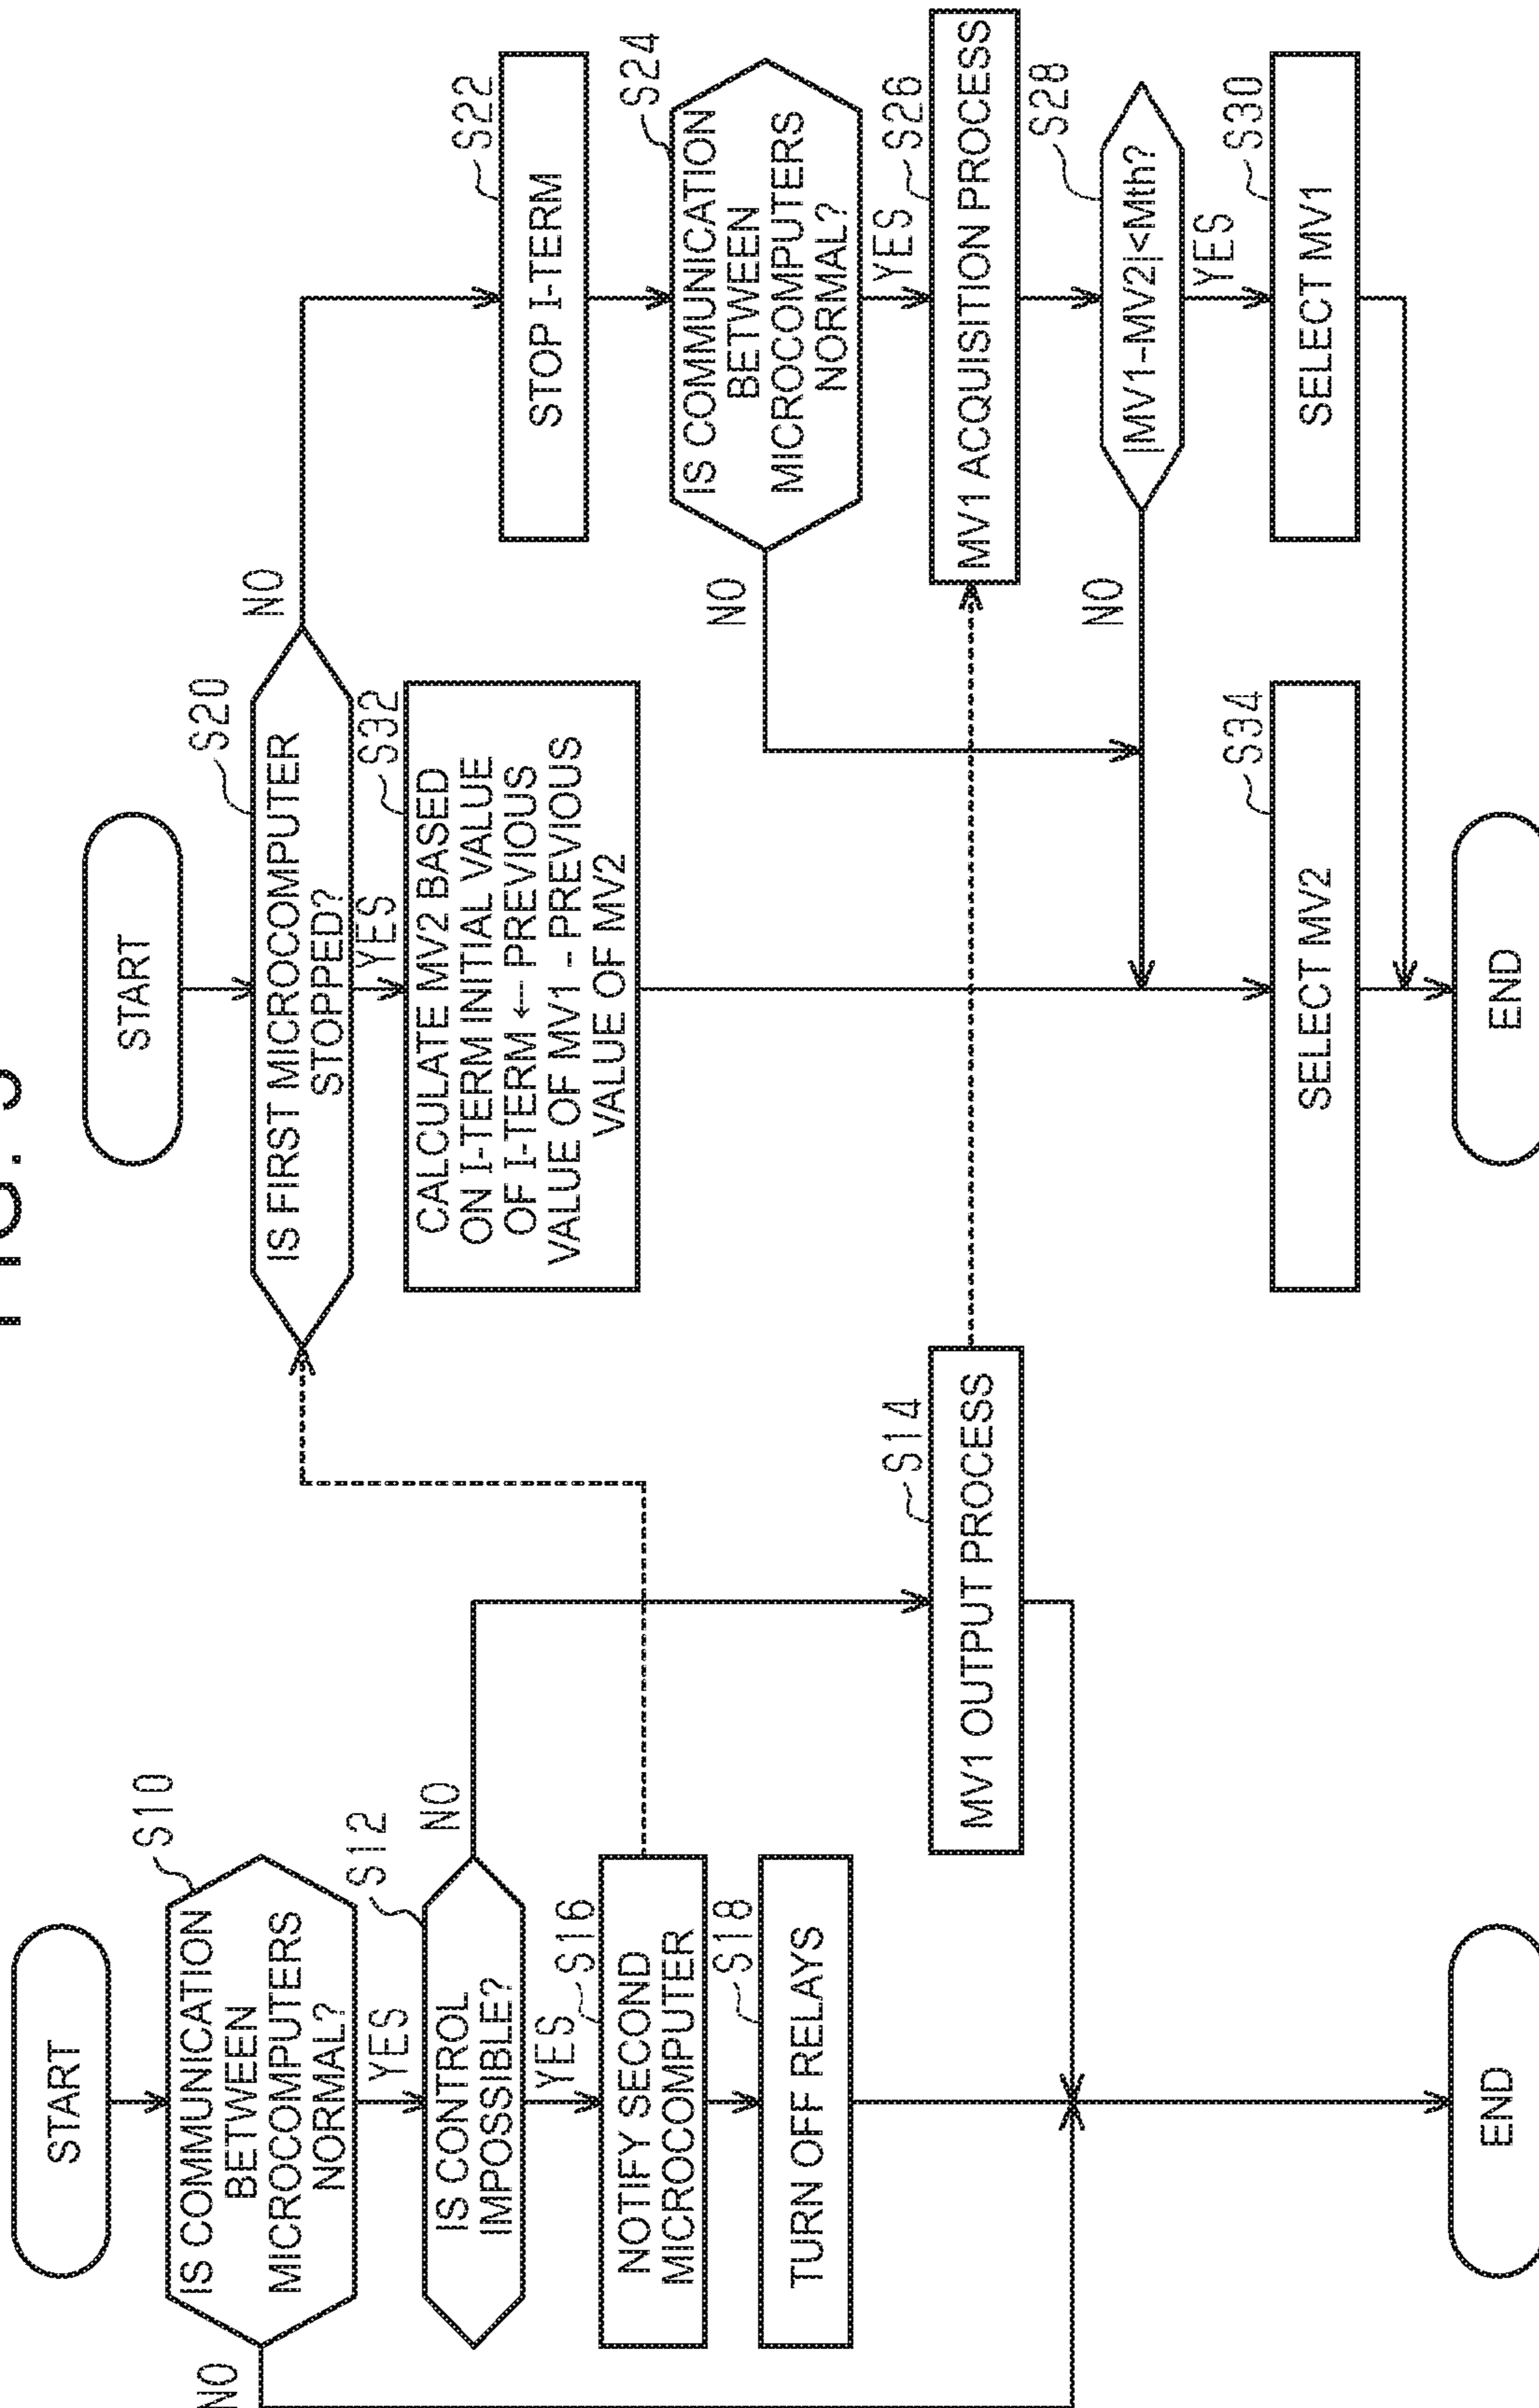 START
S10
IS COMMUNICATION
BETWEEN
MICROCOMPUTERS
NORMAL?
NO
YES
S12
IS CONTROL
IMPOSSIBLE?
NO
YES
S16
NOTIFY SECOND
MICROCOMPUTER
S18
TURN OFF RELAYS
S14
MV1 OUTPUT PROCESS
END
START
S20
IS FIRST MICROCOMPUTER
STOPPED?
NO
YES
S32
CALCULATE MV2 BASED
ON I-TERM INITIAL VALUE
OF I-TERM ← PREVIOUS
VALUE OF MV1 - PREVIOUS
VALUE OF MV2
S22
STOP I-TERM
S24
IS COMMUNICATION
BETWEEN
MICROCOMPUTERS
NORMAL?
NO
YES
S26
MV1 ACQUISITION PROCESS
S28
|MV1-MV2|<Mth?
NO
YES
S30
SELECT MV1
S34
SELECT MV2
END